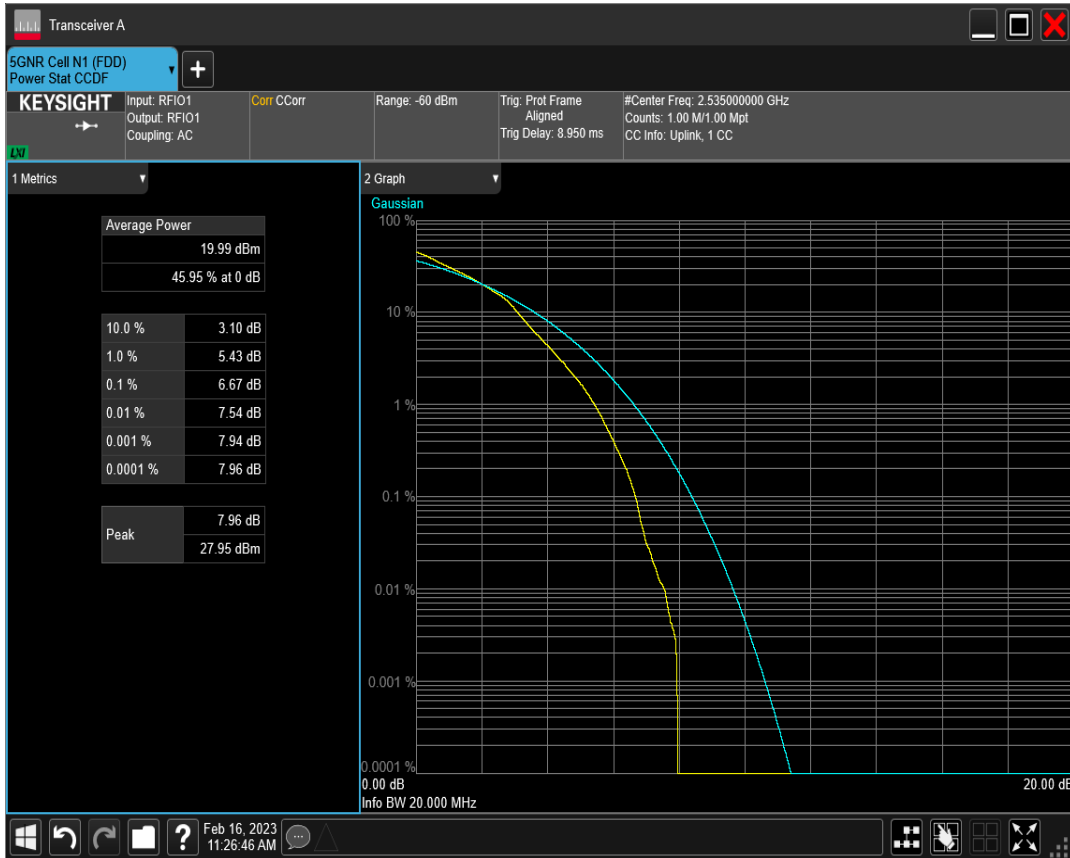 Transceiver A
5GNR Cell N1 (FDD)
Power Stat CCDF
+
KEYSIGHT
LXI
Input: RFIO1
Output: RFIO1
Coupling: AC
Corr CCorr
Range: -60 dBm
Trig: Prot Frame
Aligned
Trig Delay: 8.950 ms
#Center Freq: 2.535000000 GHz
Counts: 1.00 M/1.00 Mpt
CC Info: Uplink, 1 CC
1 Metrics
Average Power
19.99 dBm
45.95 % at 0 dB
10.0 % 3.10 dB
1.0 % 5.43 dB
0.1 % 6.67 dB
0.01 % 7.54 dB
0.001 % 7.94 dB
0.0001 % 7.96 dB
Peak
7.96 dB
27.95 dBm
2 Graph
Gaussian
100 %
10 %
1 %
0.1 %
0.01 %
0.001 %
0.0001 %
0.00 dB 20.00 dB
Info BW 20.000 MHz
?
Feb 16, 2023
11:26:46 AM